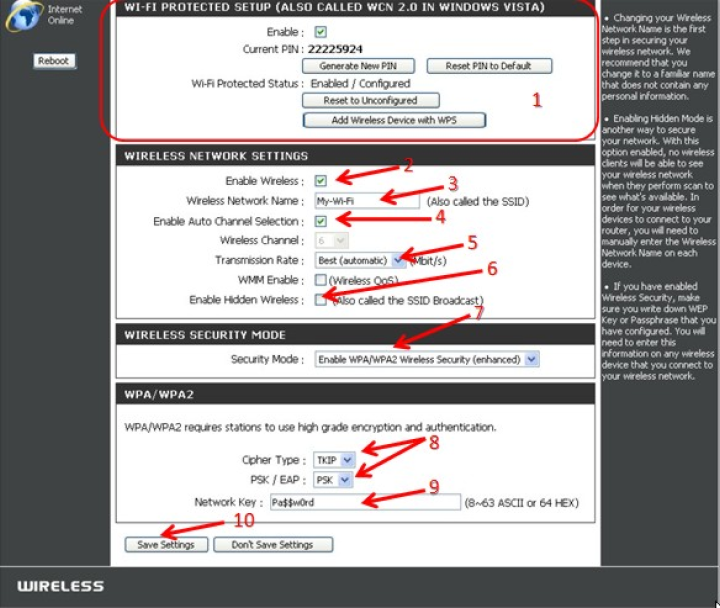 Internet
Online
Reboot
WI-FI PROTECTED SETUP (ALSO CALLED WCN 2.0 IN WINDOWS VISTA)
Enable :
Current PIN : 22225924
Generate New PIN Reset PIN to Default
Wi-Fi Protected Status : Enabled / Configured
Reset to Unconfigured 1
Add Wireless Device with WPS
WIRELESS NETWORK SETTINGS
Enable Wireless : 2
Wireless Network Name : My-Wi-Fi (Also called the SSID) 3
Enable Auto Channel Selection : 4
Wireless Channel : 6
Transmission Rate : Best (automatic) (Mbit/s) 5
WMM Enable : (Wireless QoS) 6
Enable Hidden Wireless : (Also called the SSID Broadcast)
7
WIRELESS SECURITY MODE
Security Mode : Enable WPA/WPA2 Wireless Security (enhanced)
WPA/WPA2
WPA/WPA2 requires stations to use high grade encryption and authentication.
8
Cipher Type : TKIP
PSK / EAP : PSK
Network Key : Pa$$w0rd (8~63 ASCII or 64 HEX) 9
10
Save Settings Don't Save Settings
WIRELESS
• Changing your Wireless
Network Name is the first
step in securing your
wireless network. We
recommend that you
change it to a familiar name
that does not contain any
personal information.
• Enabling Hidden Mode is
another way to secure
your network. With this
option enabled, no wireless
clients will be able to see
your wireless network
when they perform scan to
see what's available. In
order for your wireless
devices to connect to your
router, you will need to
manually enter the Wireless
Network Name on each
device.
• If you have enabled
Wireless Security, make
sure you write down WEP
Key or Passphrase that you
have configured. You will
need to enter this
information on any wireless
device that you connect to
your wireless network.